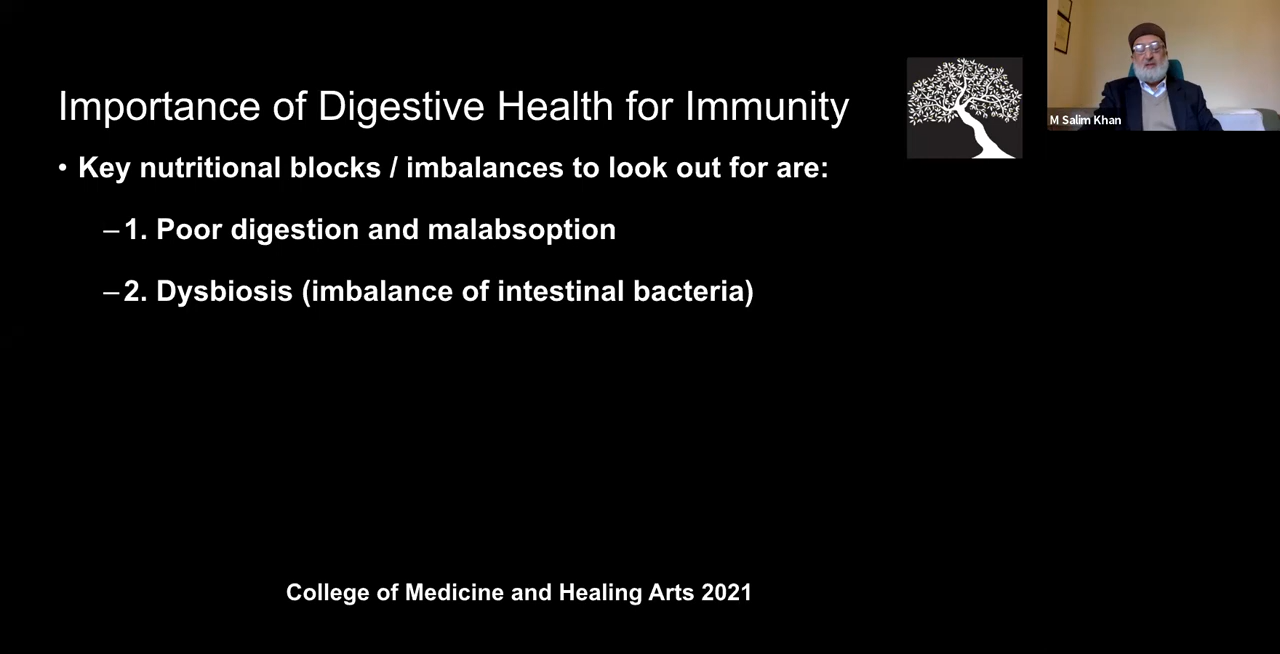 Importance of Digestive Health for Immunity
• Key nutritional blocks / imbalances to look out for are:
– 1. Poor digestion and malabsoption
– 2. Dysbiosis (imbalance of intestinal bacteria)
College of Medicine and Healing Arts 2021
M Salim Khan